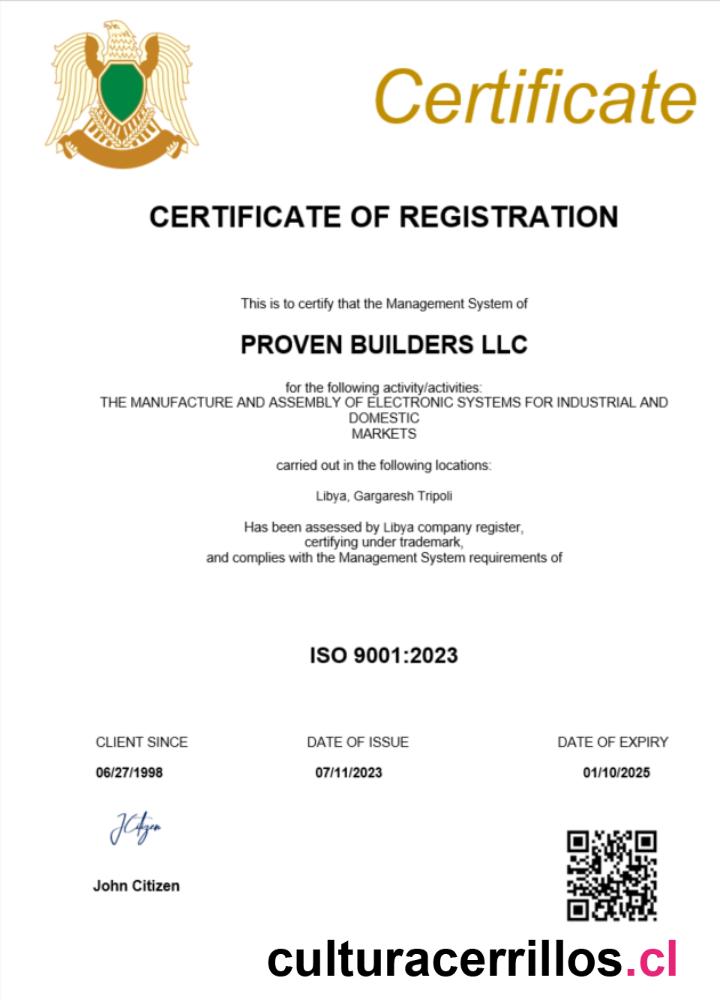 Certificate
CERTIFICATE OF REGISTRATION
This is to certify that the Management System of
PROVEN BUILDERS LLC
for the following activity/activities:
THE MANUFACTURE AND ASSEMBLY OF ELECTRONIC SYSTEMS FOR INDUSTRIAL AND
DOMESTIC
MARKETS
carried out in the following locations:
Libya, Gargaresh Tripoli
Has been assessed by Libya company register,
certifying under trademark,
and complies with the Management System requirements of
ISO 9001:2023
CLIENT SINCE DATE OF ISSUE DATE OF EXPIRY
06/27/1998 07/11/2023 01/10/2025
JCitizen
John Citizen
culturacerrillos.cl